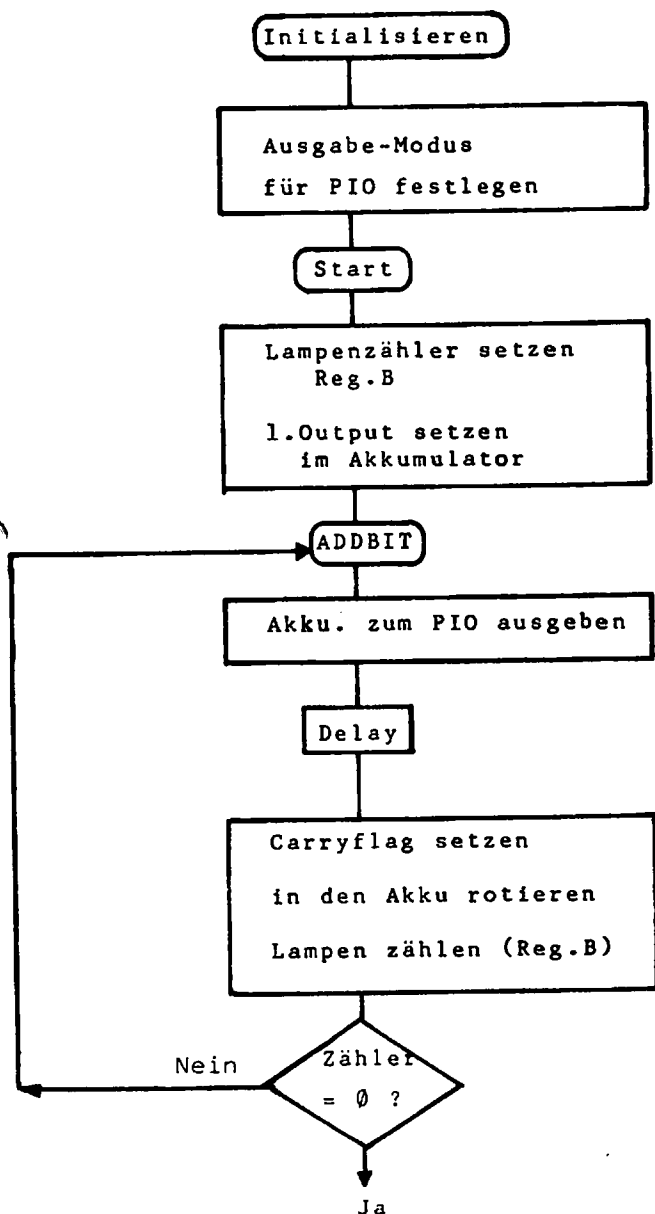 Initialisieren
Ausgabe-Modus
für PIO festlegen
Start
Lampenzähler setzen
Reg.B
1.Output setzen
im Akkumulator
ADDBIT
Akku. zum PIO ausgeben
Delay
Carryflag setzen
in den Akku rotieren
Lampen zählen (Reg.B)
Nein
Zähler
= Ø ?
Ja